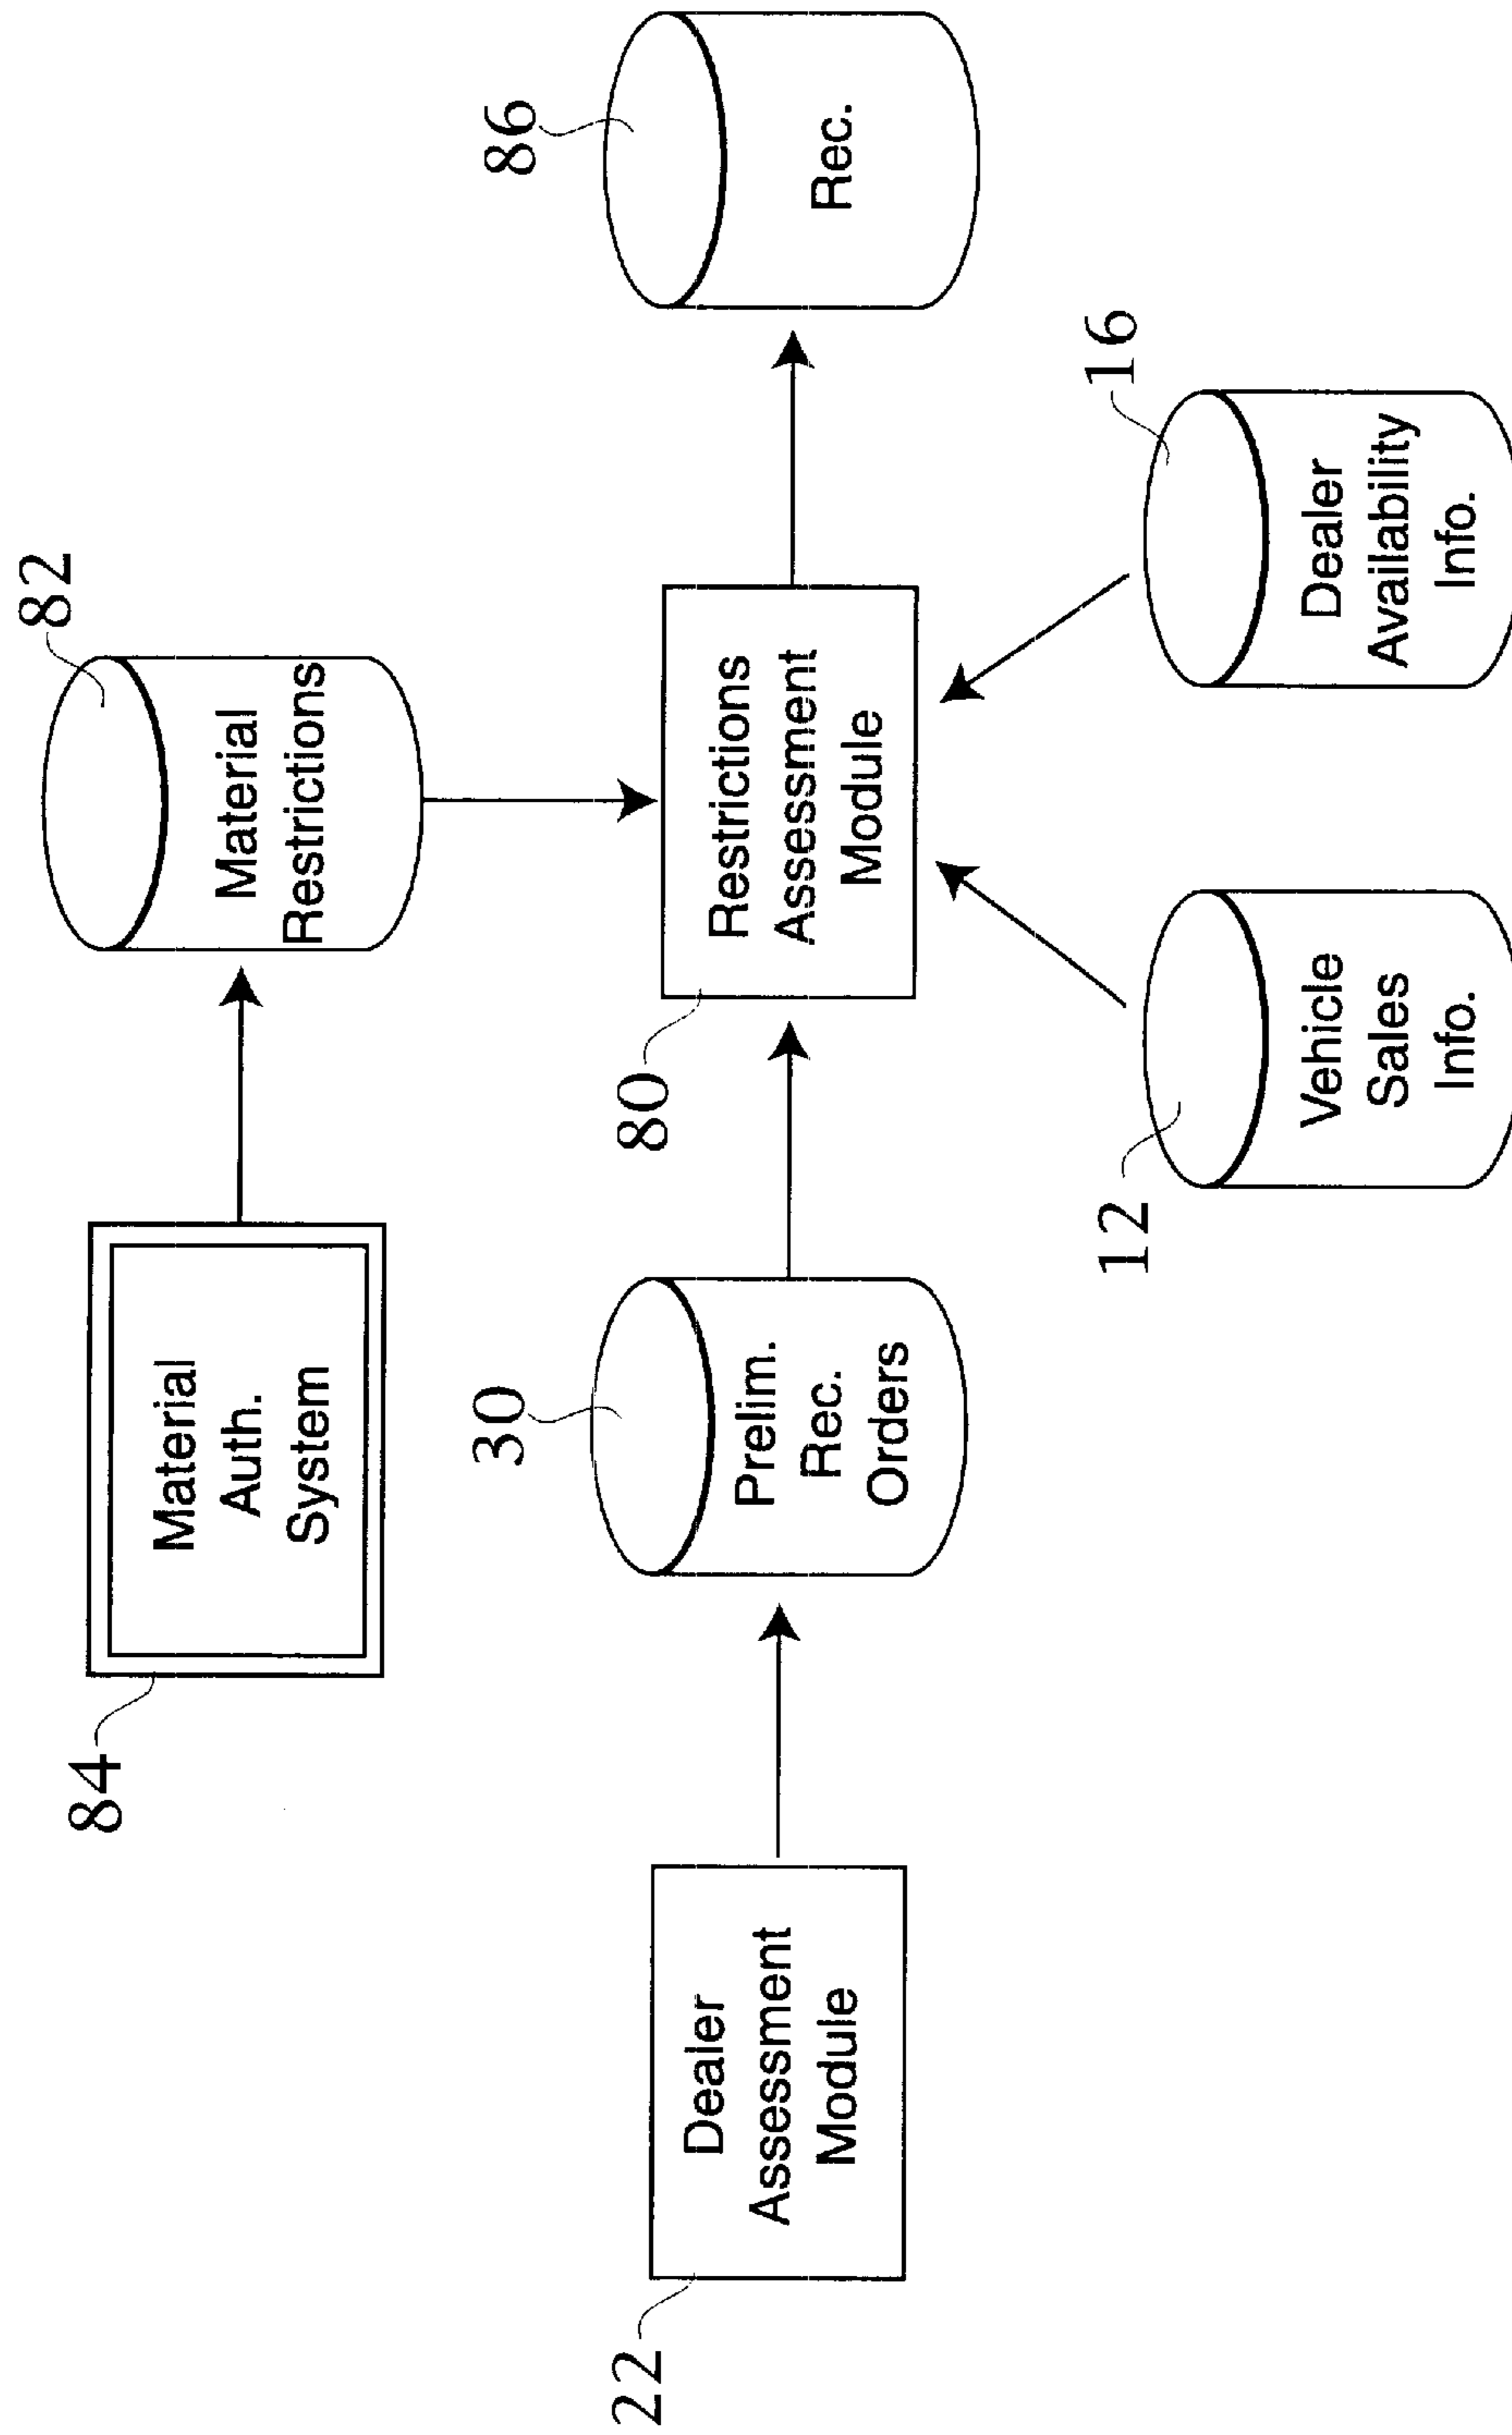 84
Material
Auth.
System
82
Material
Restrictions
22
Dealer
Assessment
Module
30
Prelim.
Rec.
Orders
80
Restrictions
Assessment
Module
86
Rec.
12
Vehicle
Sales
Info.
16
Dealer
Availability
Info.